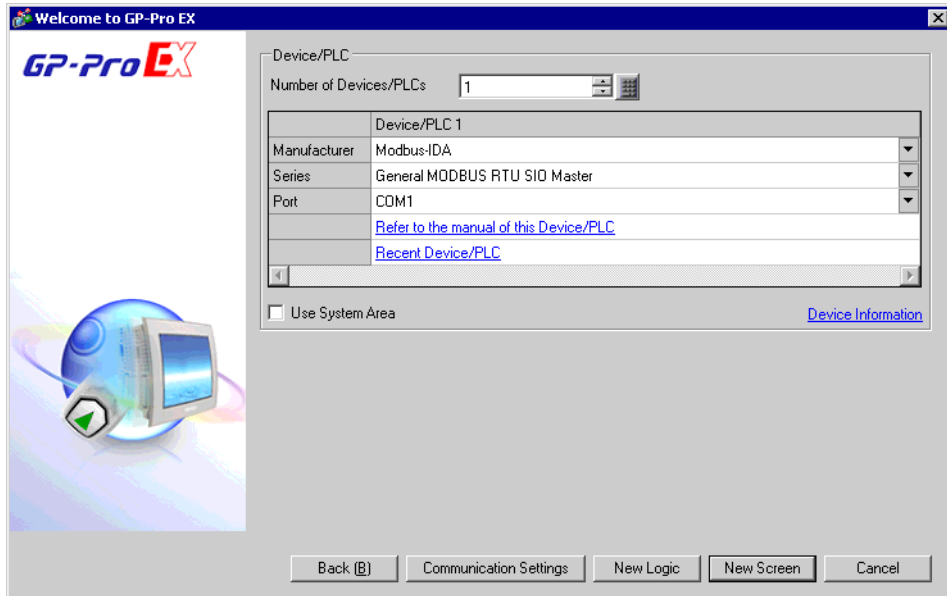 Welcome to GP-Pro EX
GP-Pro EX
Device/PLC
Number of Devices/PLCs 1
Device/PLC 1
Manufacturer Modbus-IDA
Series General MODBUS RTU SIO Master
Port COM1
Refer to the manual of this Device/PLC
Recent Device/PLC
Use System Area Device Information
Back (B) Communication Settings New Logic New Screen Cancel